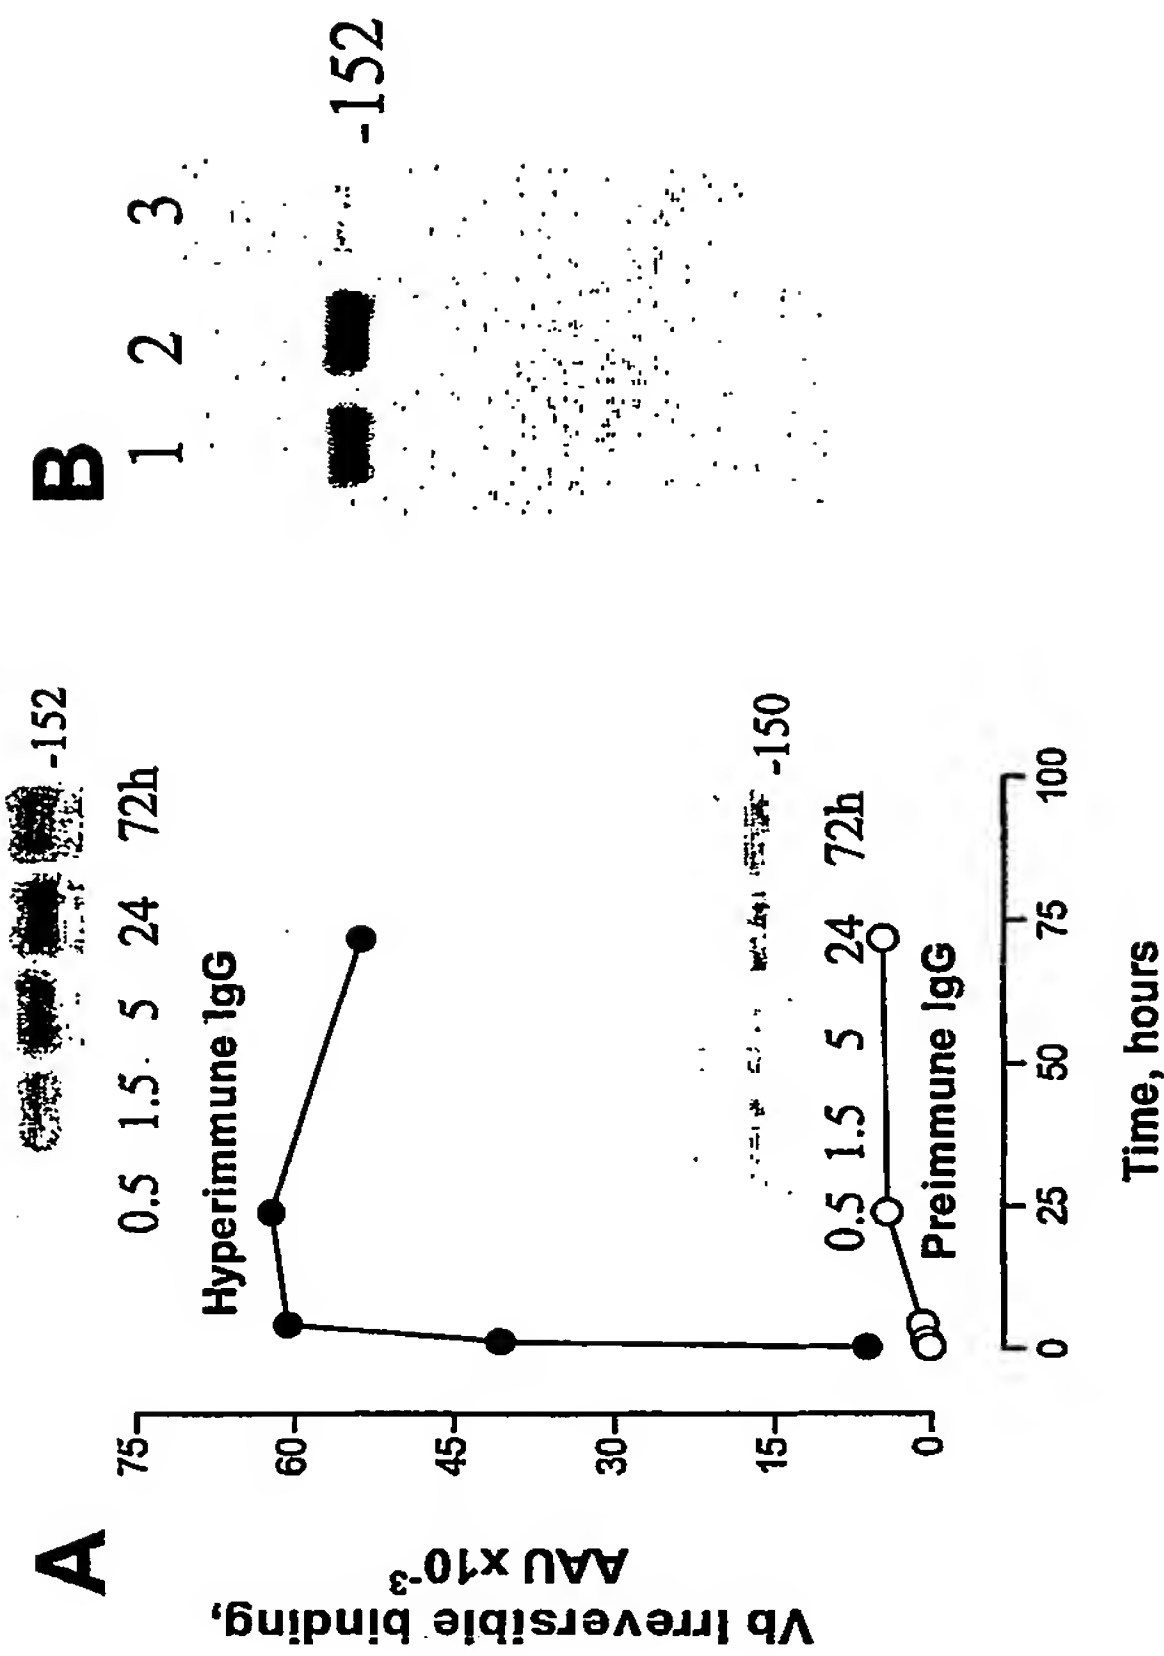 A
Vb irreversible binding,
AAU x10-3
75
60
45
30
15
0
-152
0.5 1.5 5 24 72h
Hyperimmune IgG
-150
0.5 1.5 5 24 72h
Preimmune IgG
0 25 50 75 100
Time, hours
B
1 2 3
-152